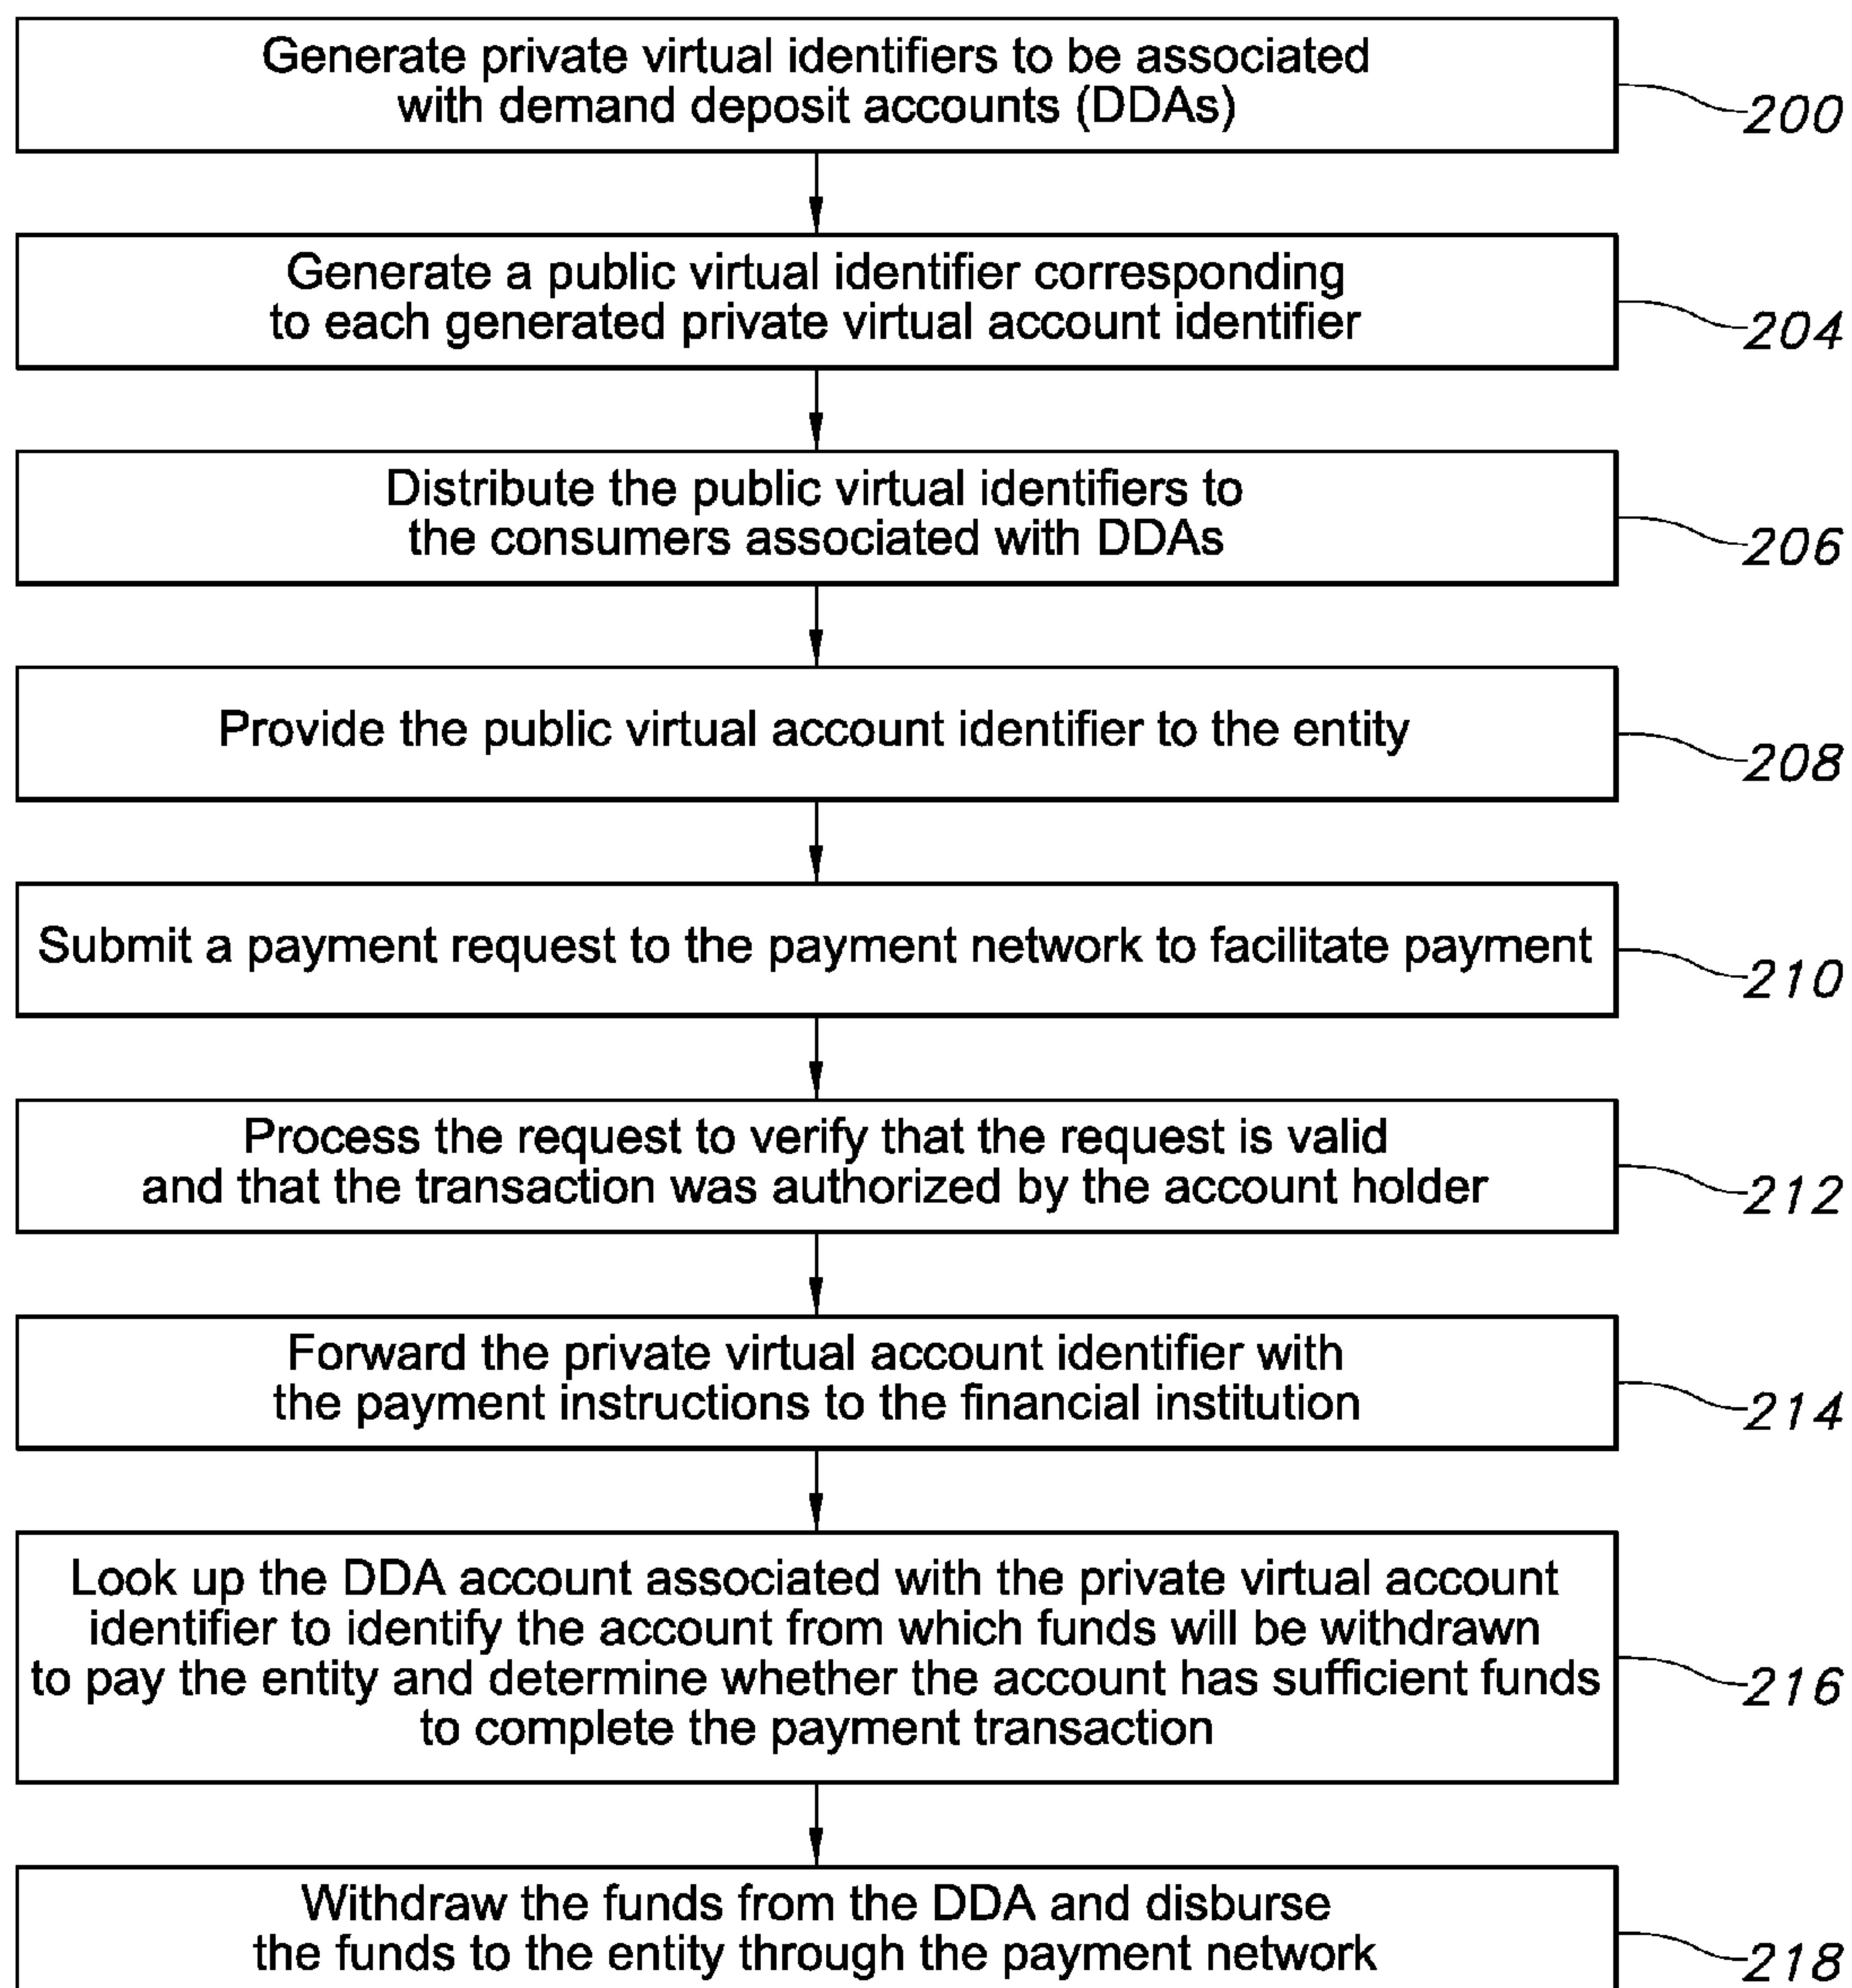 Generate private virtual identifiers to be associated
with demand deposit accounts (DDAs)
200
Generate a public virtual identifier corresponding
to each generated private virtual account identifier
204
Distribute the public virtual identifiers to
the consumers associated with DDAs
206
Provide the public virtual account identifier to the entity
208
Submit a payment request to the payment network to facilitate payment
210
Process the request to verify that the request is valid
and that the transaction was authorized by the account holder
212
Forward the private virtual account identifier with
the payment instructions to the financial institution
214
Look up the DDA account associated with the private virtual account
identifier to identify the account from which funds will be withdrawn
to pay the entity and determine whether the account has sufficient funds
to complete the payment transaction
216
Withdraw the funds from the DDA and disburse
the funds to the entity through the payment network
218